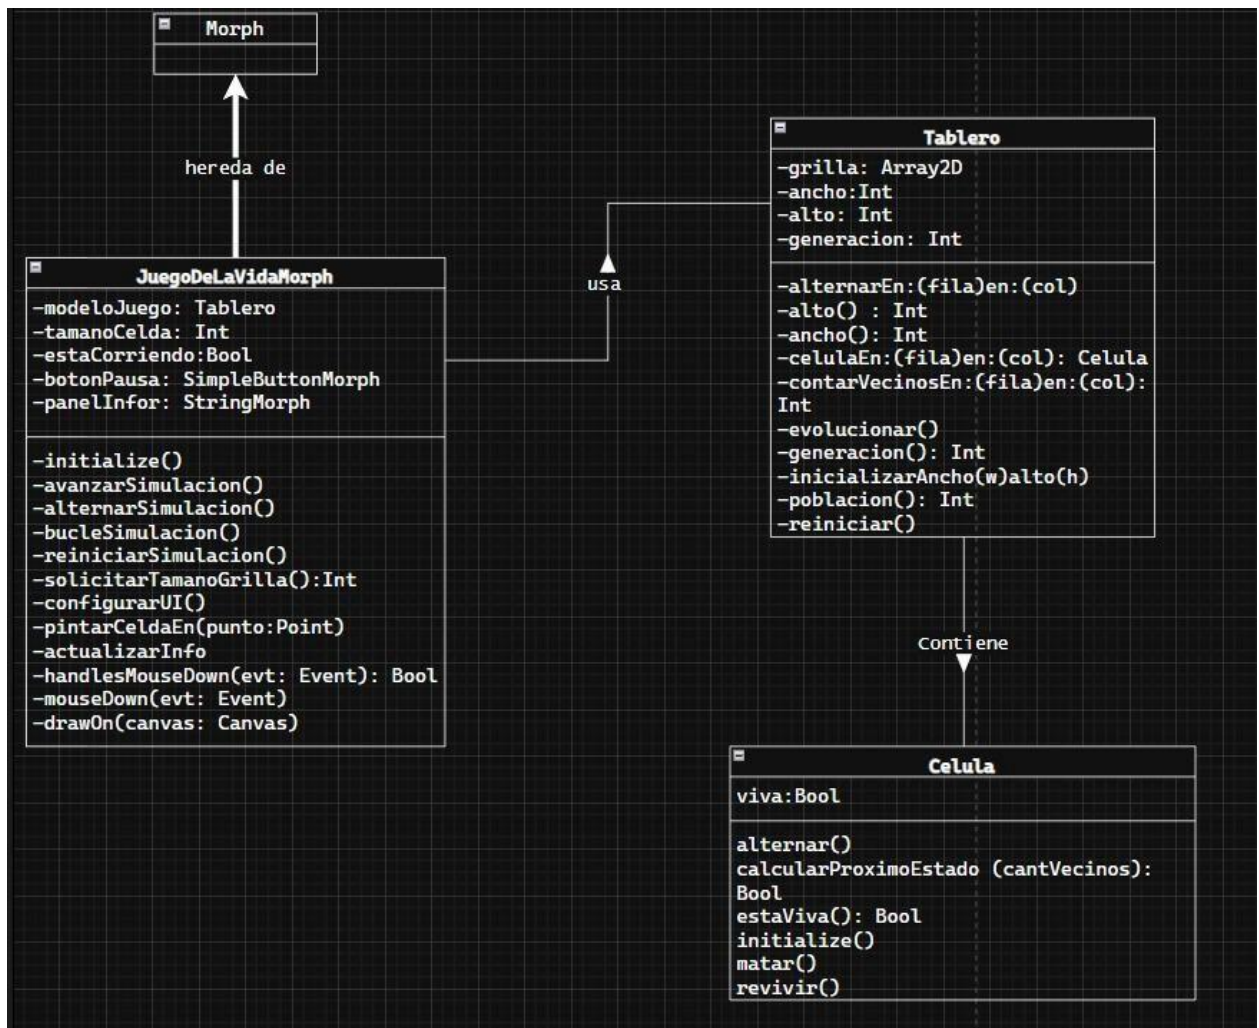 Morph
hereda de
JuegoDeLaVidaMorph
-modeloJuego: Tablero
-tamanoCelda: Int
-estaCorriendo:Bool
-botonPausa: SimpleButtonMorph
-panelInfor: StringMorph
-initialize()
-avanzarSimulacion()
-alternarSimulacion()
-bucleSimulacion()
-reiniciarSimulacion()
-solicitarTamanoGrilla():Int
-configurarUI()
-pintarCeldaEn(punto:Point)
-actualizarInfo
-handlesMouseDown(evt: Event): Bool
-mouseDown(evt: Event)
-drawOn(canvas: Canvas)
usa
Tablero
-grilla: Array2D
-ancho:Int
-alto: Int
-generacion: Int
-alternarEn:(fila)en:(col)
-alto() : Int
-ancho(): Int
-celulaEn:(fila)en:(col): Celula
-contarVecinosEn:(fila)en:(col):
Int
-evolucionar()
-generacion(): Int
-inicializarAncho(w)alto(h)
-poblacion(): Int
-reiniciar()
Contiene
Celula
viva:Bool
alternar()
calcularProximoEstado (cantVecinos):
Bool
estaViva(): Bool
initialize()
matar()
revivir()